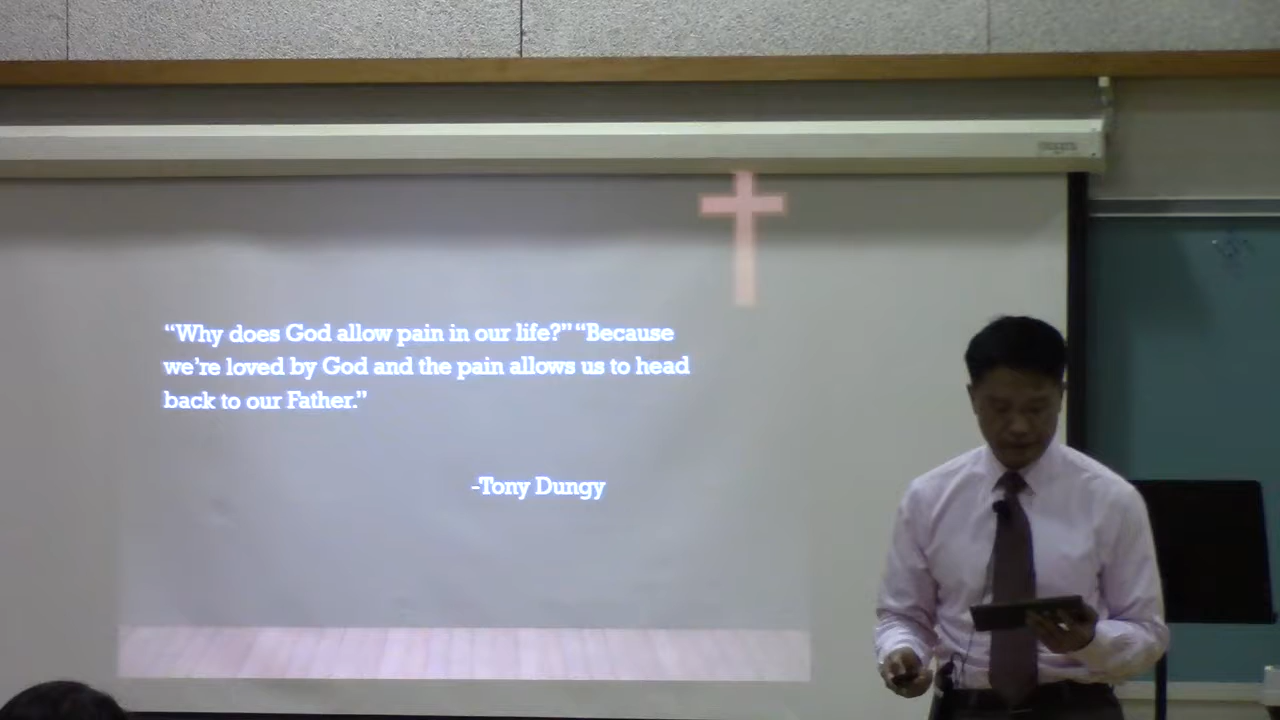 “Why does God allow pain in our life?” “Because
we’re loved by God and the pain allows us to head
back to our Father.”
-Tony Dungy